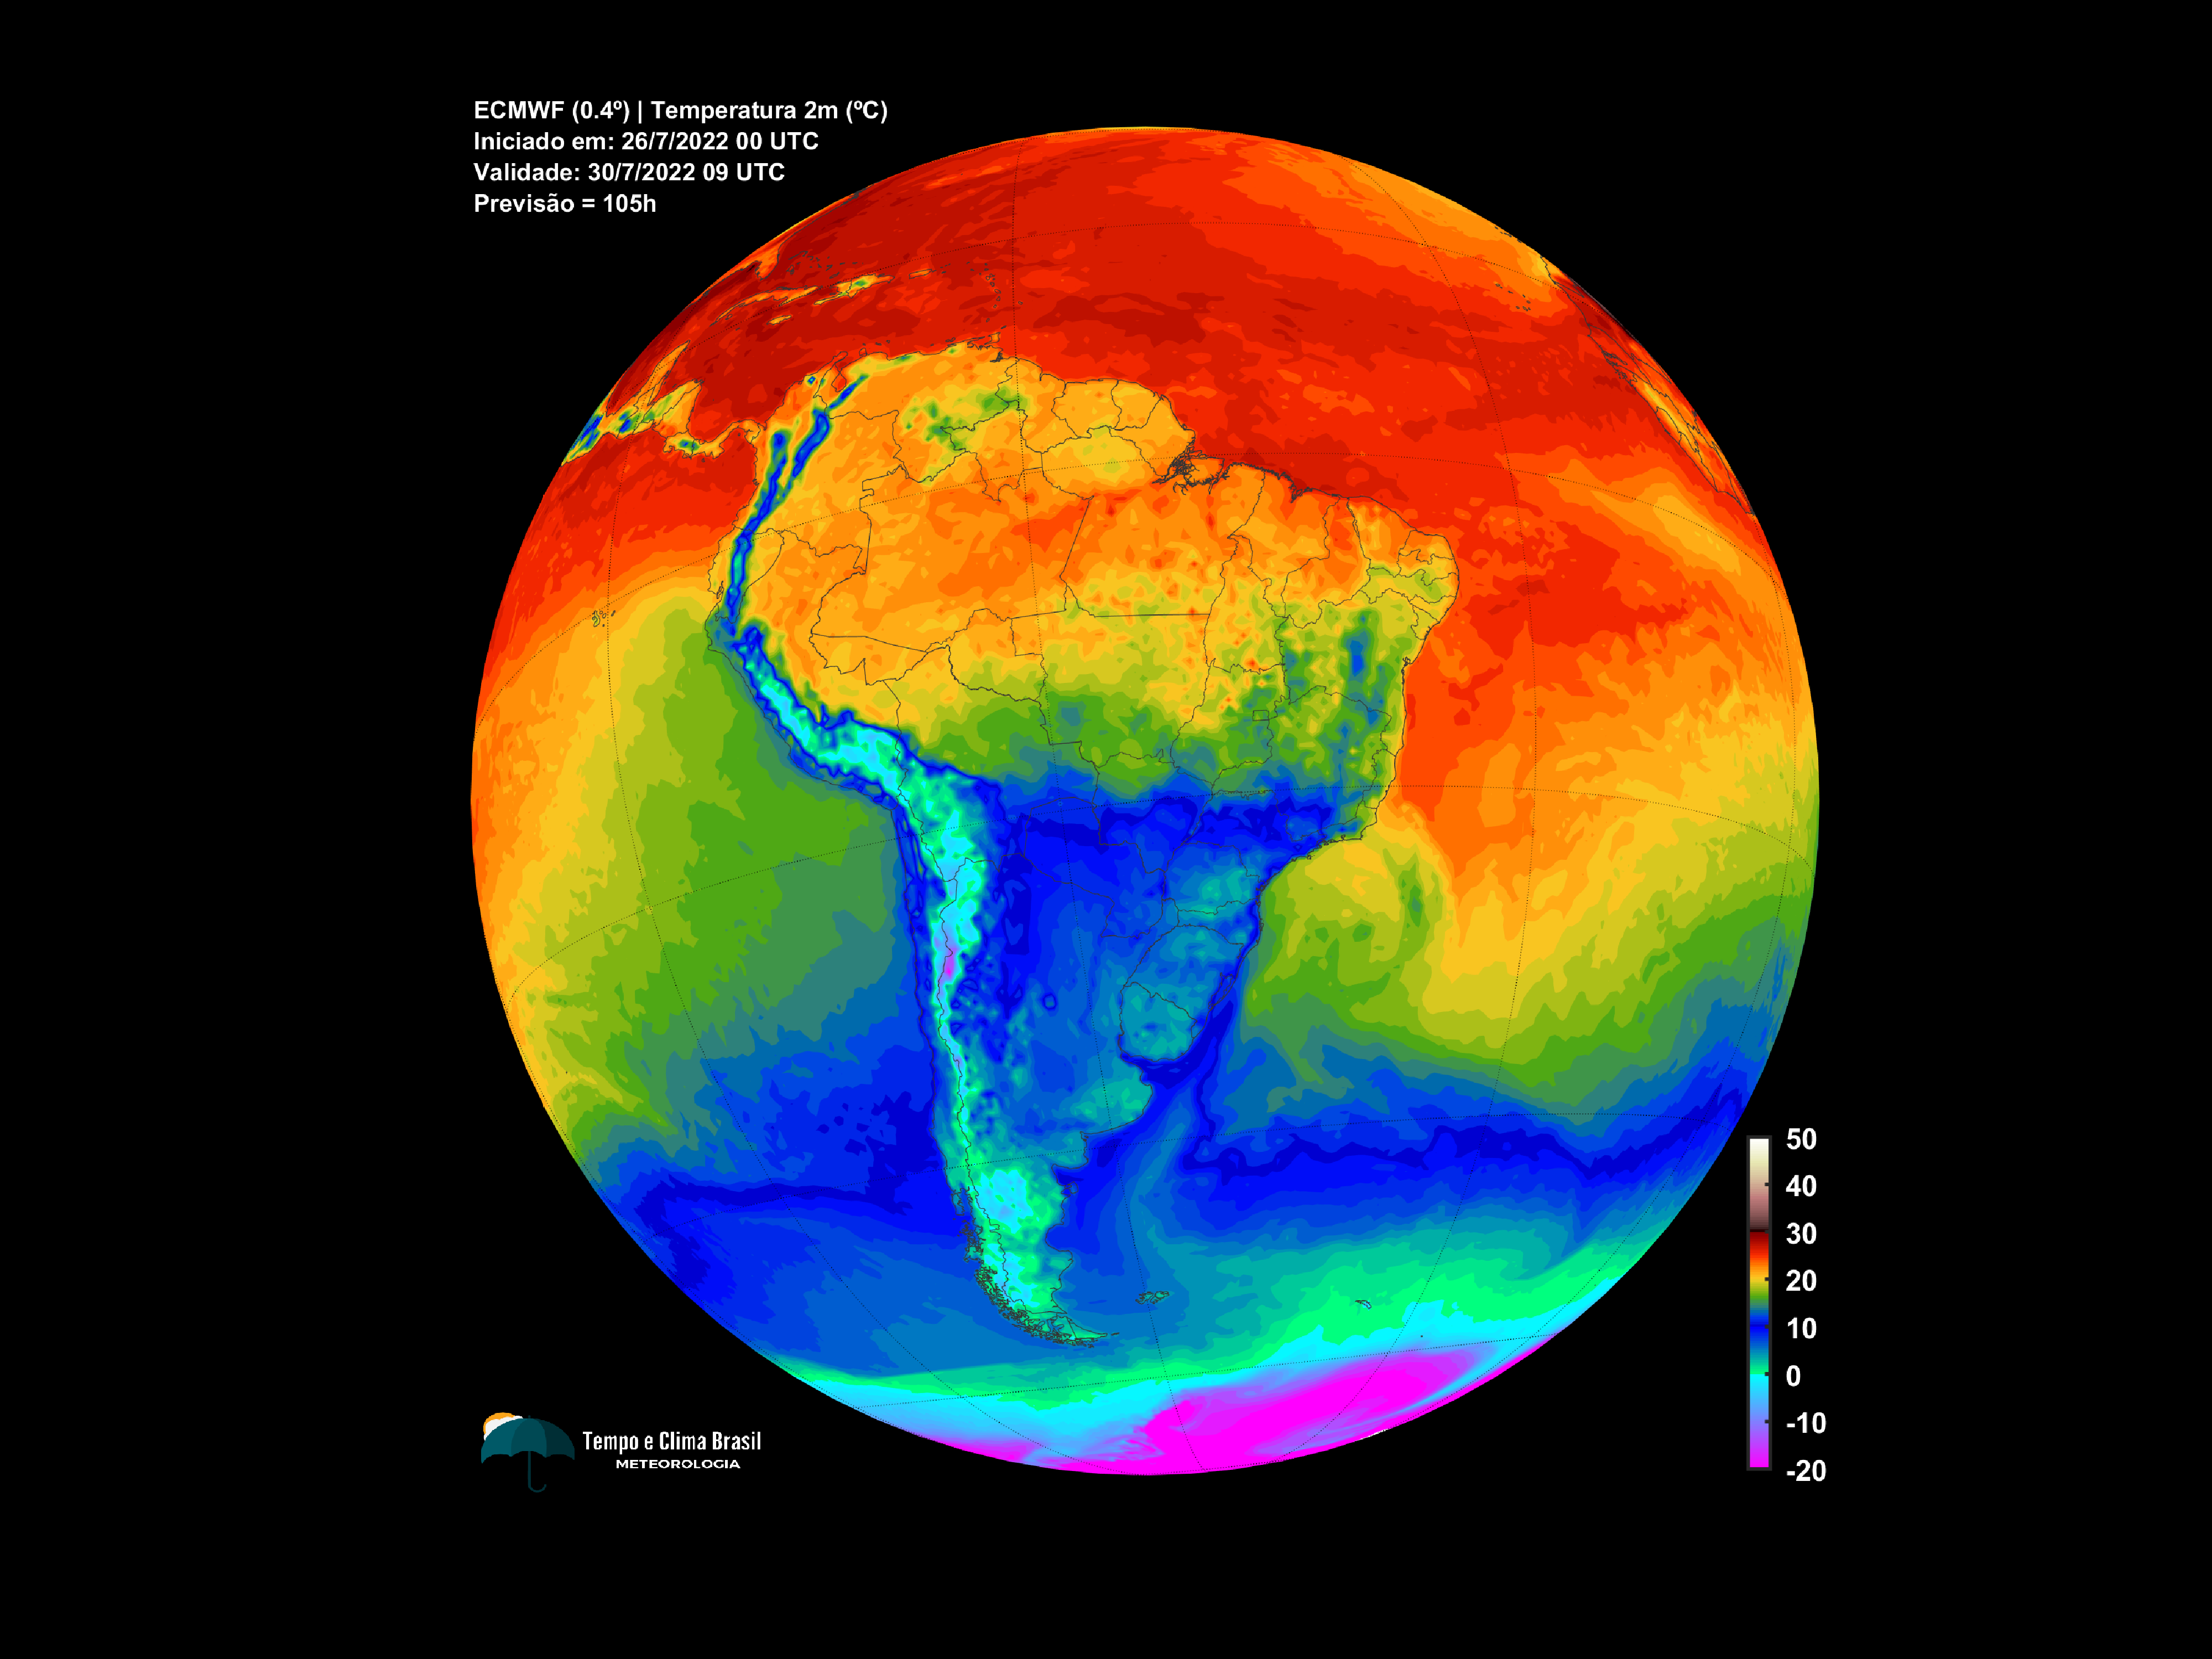 ECMWF (0.4º) | Temperatura 2m (ºC)
Iniciado em: 26/7/2022 00 UTC
Validade: 30/7/2022 09 UTC
Previsão = 105h
50
40
30
20
10
0
-10
-20
Tempo e Clima Brasil
METEOROLOGIA